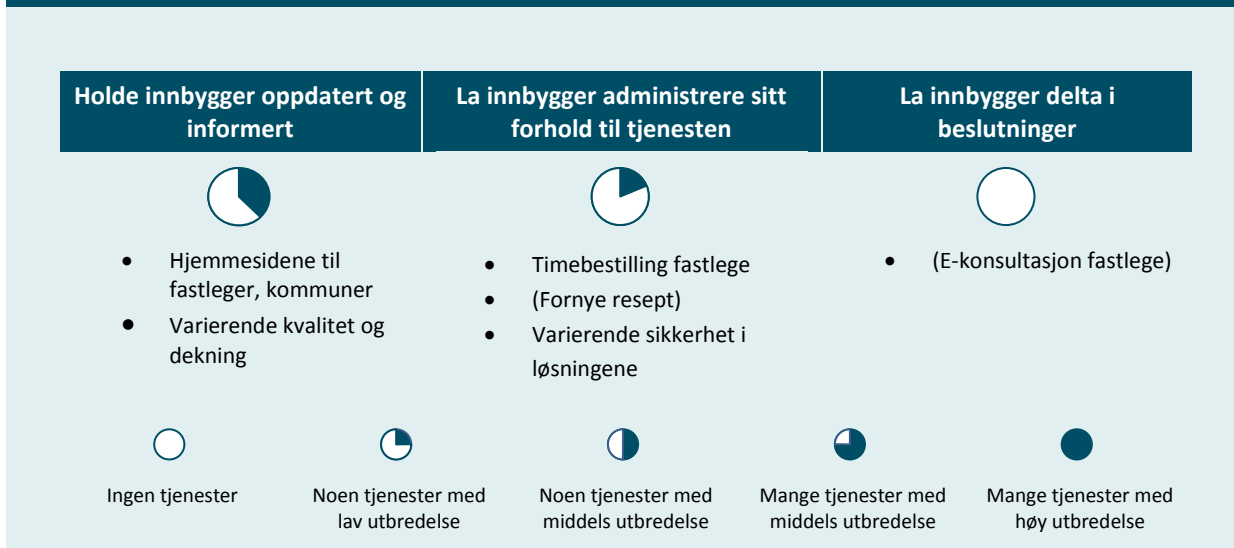 Holde innbygger oppdatert og
informert
La innbygger administrere sitt
forhold til tjenesten
La innbygger delta i
beslutninger
• Hjemmesidene til
fastleger, kommuner
• Varierende kvalitet og
dekning
• Timebestilling fastlege
• (Fornye resept)
• Varierende sikkerhet i
løsningene
• (E-konsultasjon fastlege)
Ingen tjenester
Noen tjenester med
lav utbredelse
Noen tjenester med
middels utbredelse
Mange tjenester med
middels utbredelse
Mange tjenester med
høy utbredelse